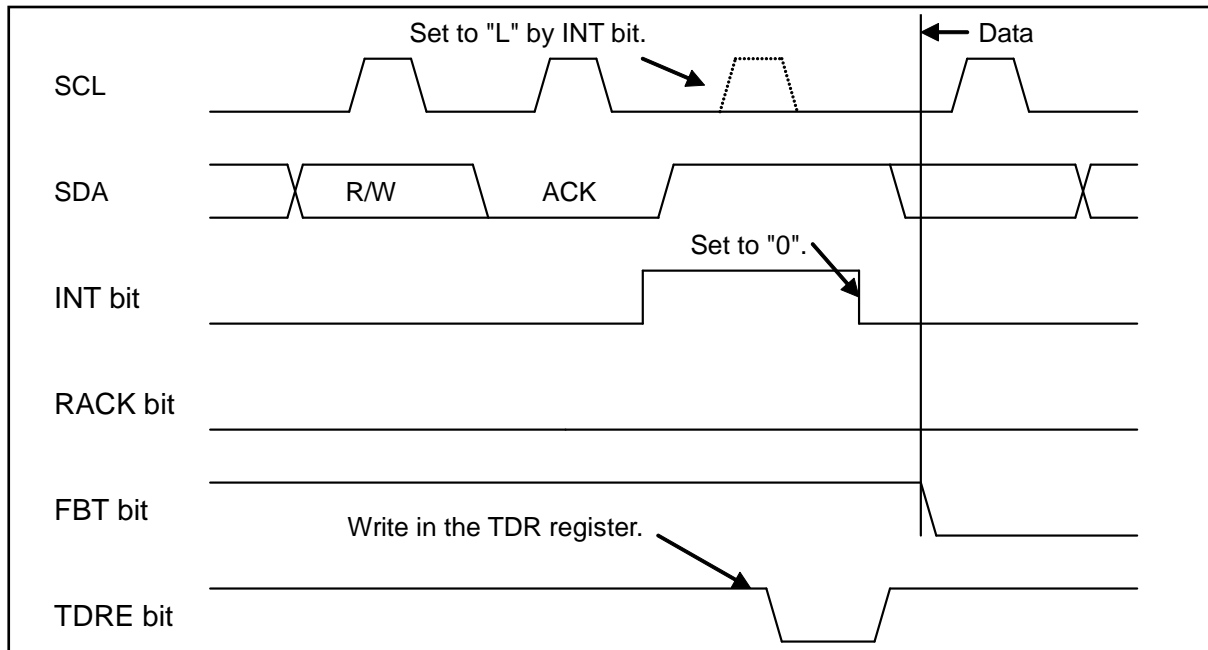 Set to "L" by INT bit.
Data
SCL
SDA
R/W
ACK
Set to "0".
INT bit
RACK bit
FBT bit
Write in the TDR register.
TDRE bit